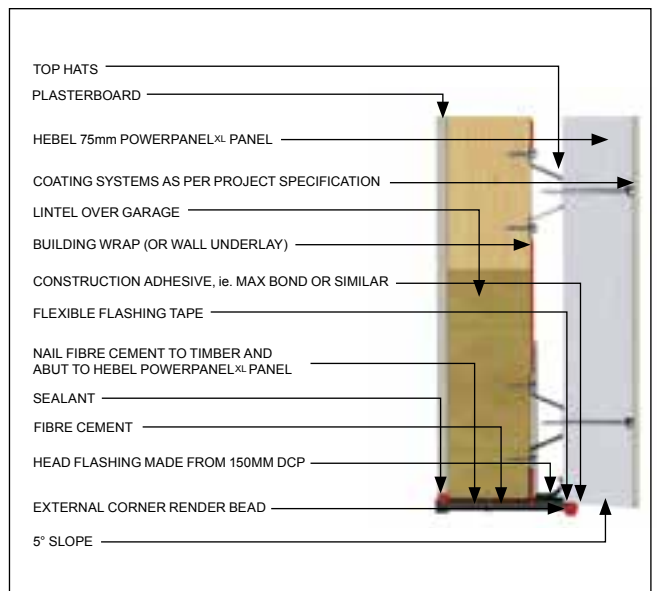 TOP HATS
PLASTERBOARD
HEBEL 75mm POWERPANELXL PANEL
COATING SYSTEMS AS PER PROJECT SPECIFICATION
LINTEL OVER GARAGE
BUILDING WRAP (OR WALL UNDERLAY)
CONSTRUCTION ADHESIVE, ie. MAX BOND OR SIMILAR
FLEXIBLE FLASHING TAPE
NAIL FIBRE CEMENT TO TIMBER AND
ABUT TO HEBEL POWERPANELXL PANEL
SEALANT
FIBRE CEMENT
HEAD FLASHING MADE FROM 150MM DCP
EXTERNAL CORNER RENDER BEAD
5° SLOPE